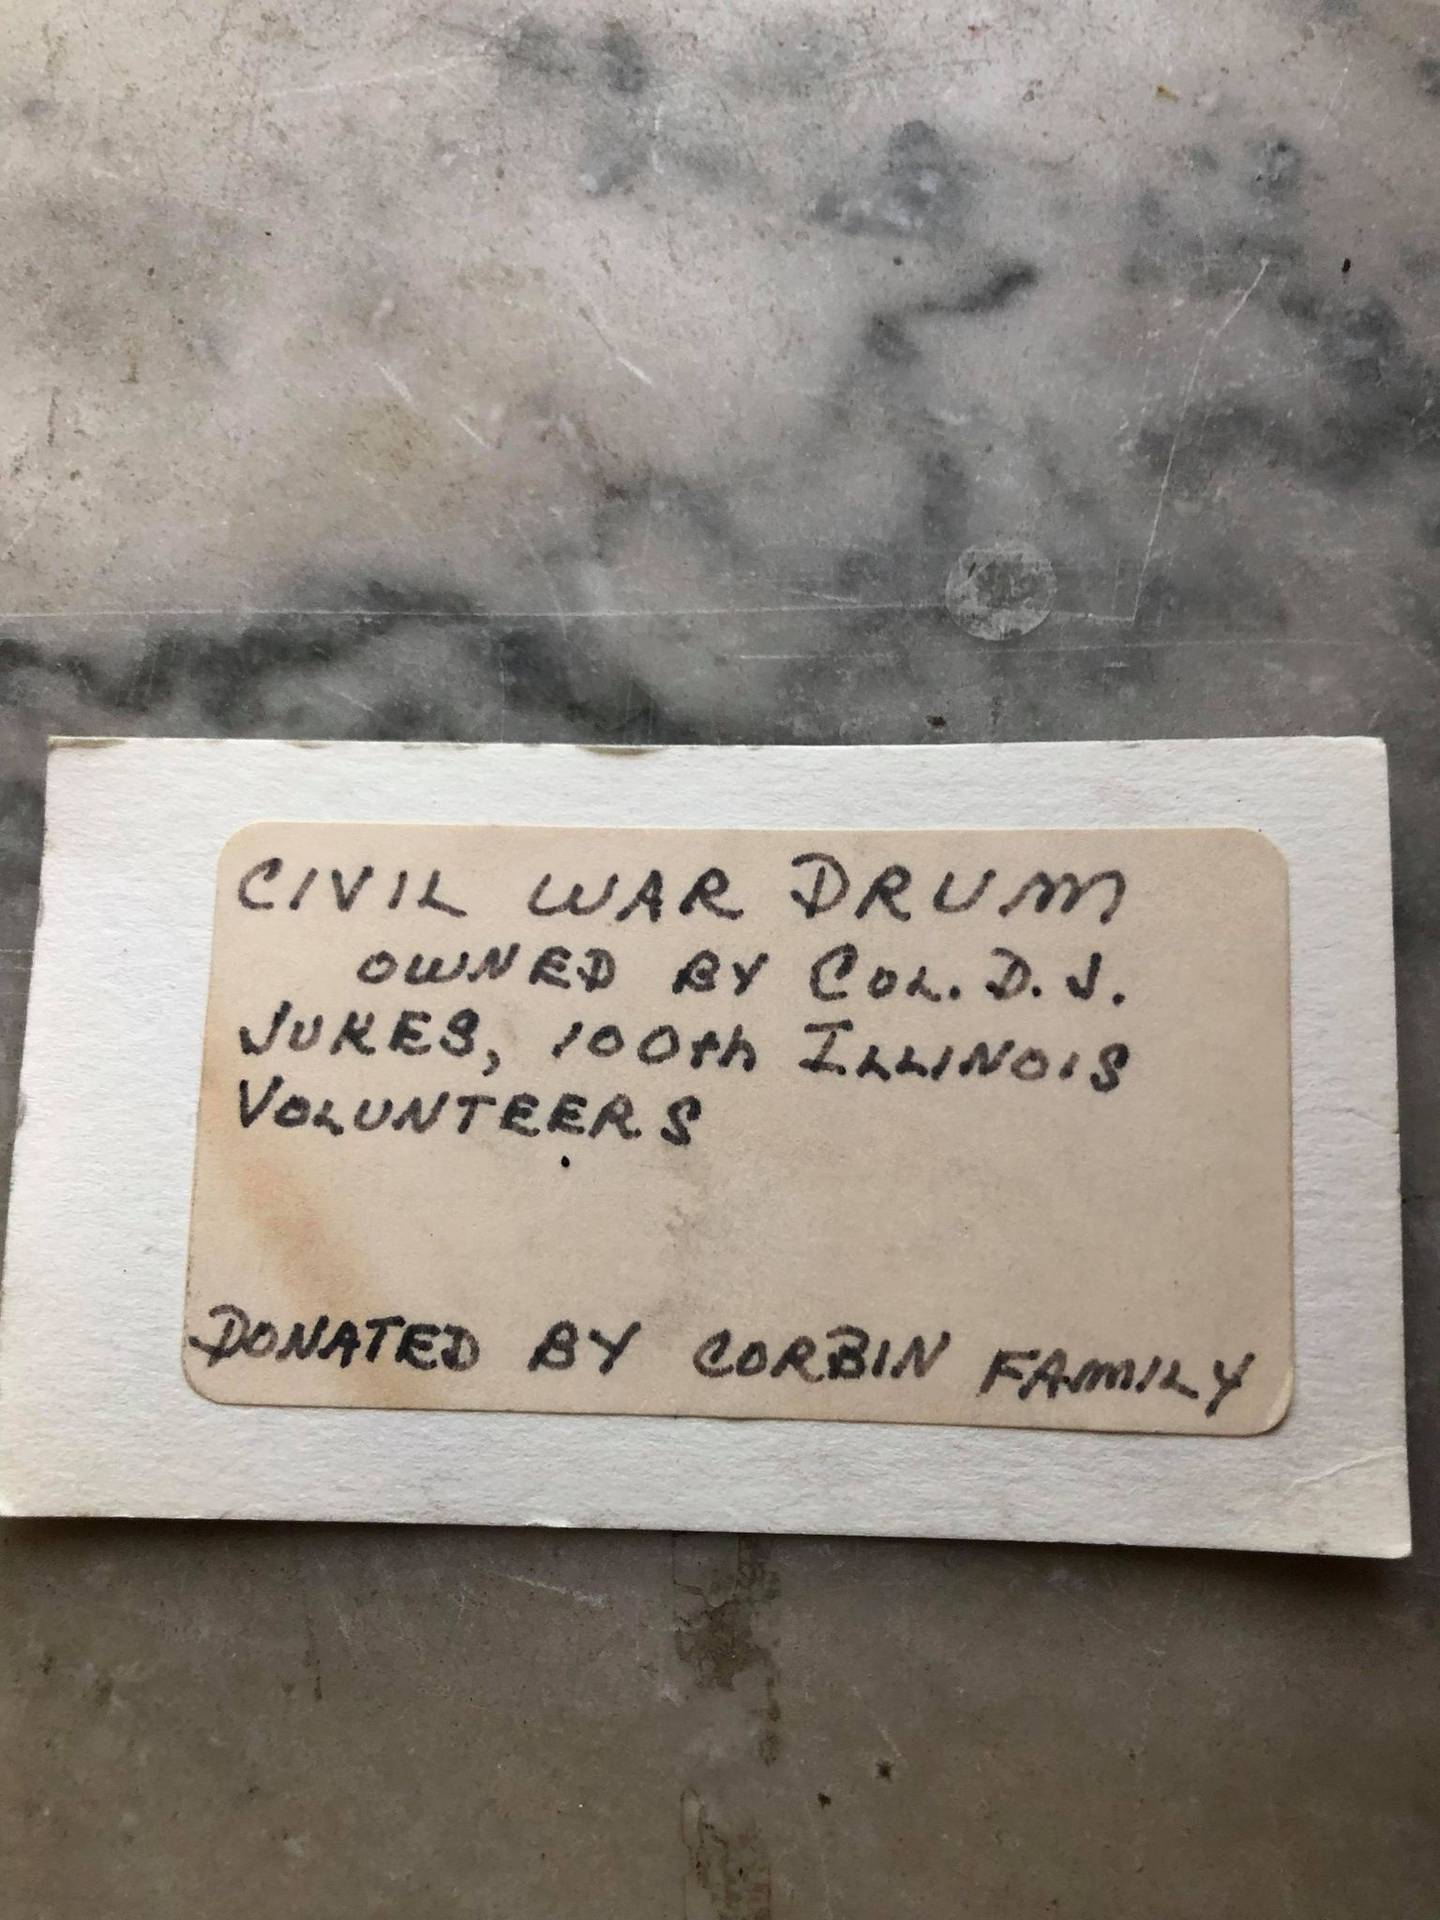 CIVIL WAR DRUM
OWNED BY COL. D. J.
JUKES, 100th ILLINOIS
VOLUNTEERS
DONATED BY CORBIN FAMILY